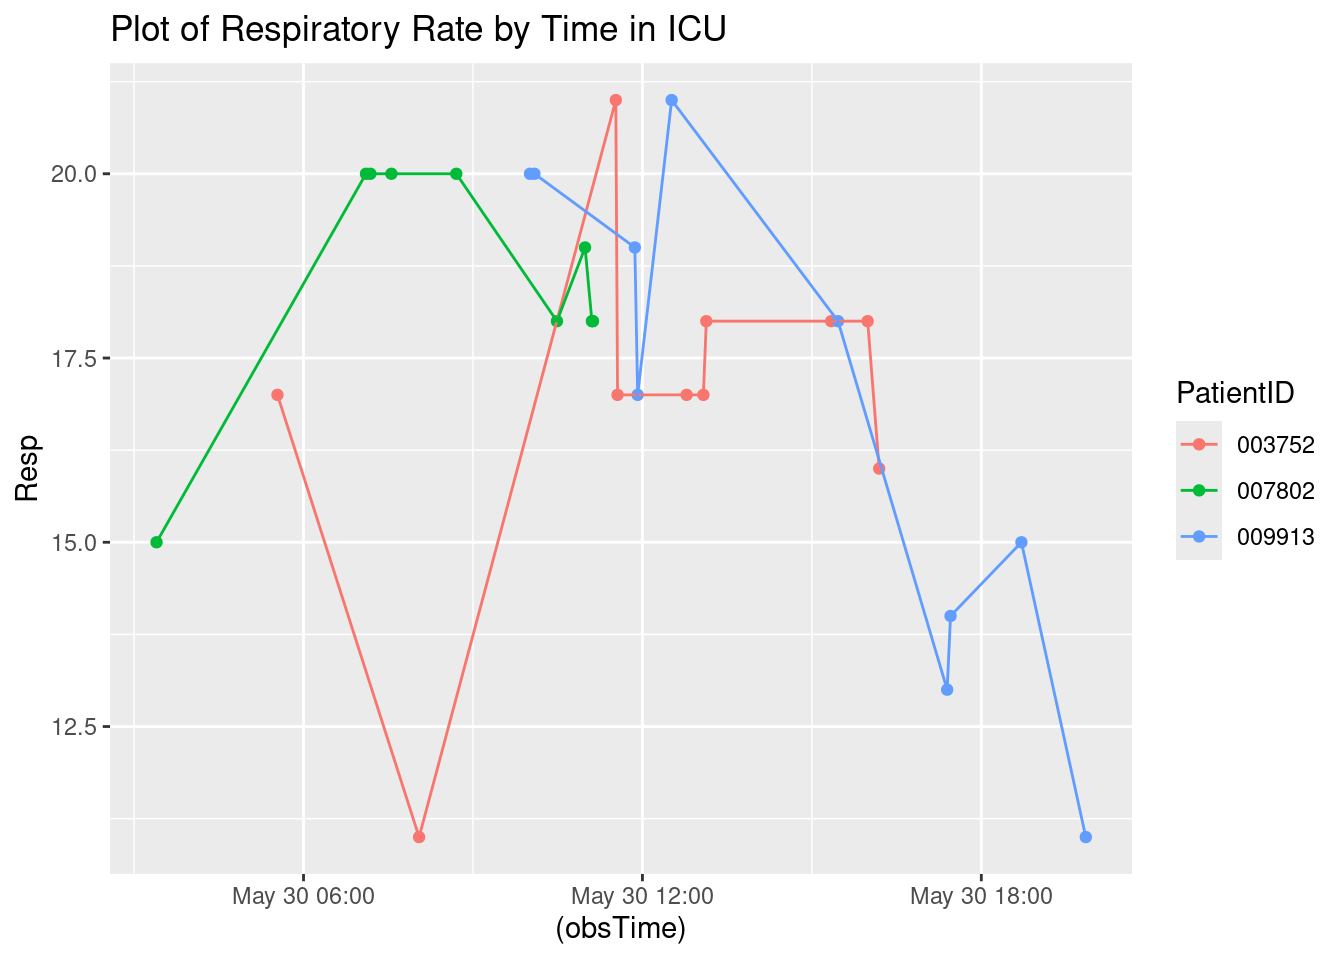 Plot of Respiratory Rate by Time in ICU
20.0
17.5
15.0
12.5
Resp
May 30 06:00 May 30 12:00 May 30 18:00
(obsTime)
PatientID
003752
007802
009913